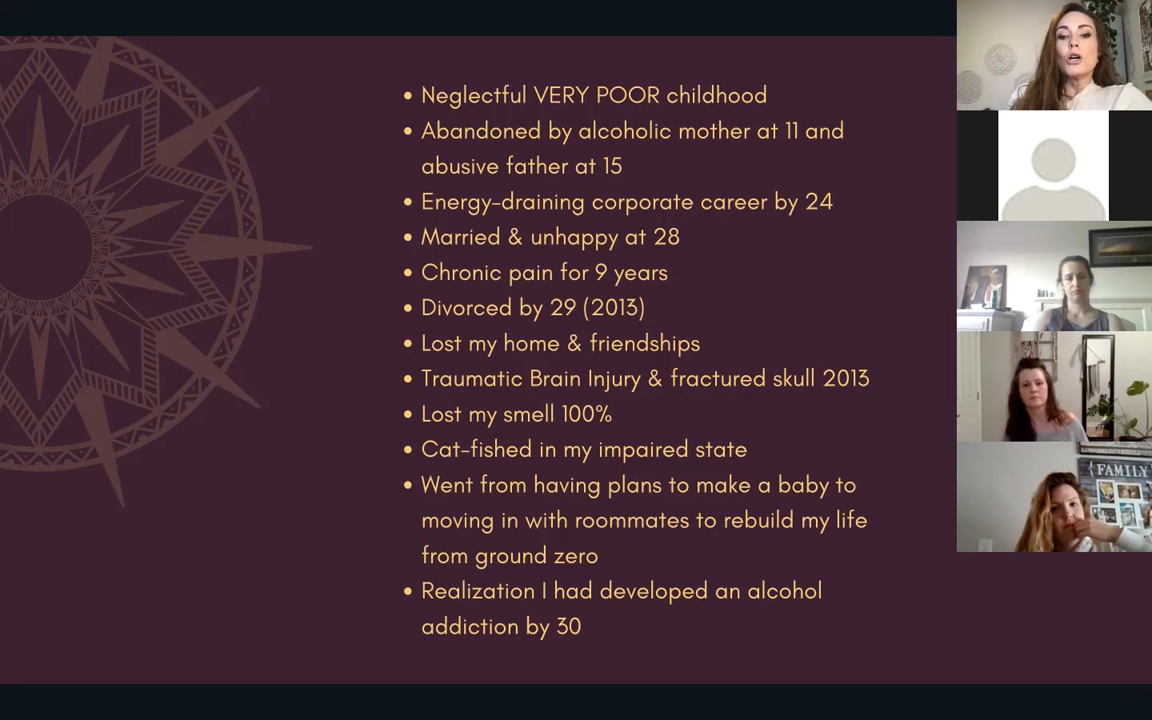 • Neglectful VERY POOR childhood
• Abandoned by alcoholic mother at 11 and
abusive father at 15
• Energy-draining corporate career by 24
• Married & unhappy at 28
• Chronic pain for 9 years
• Divorced by 29 (2013)
• Lost my home & friendships
• Traumatic Brain Injury & fractured skull 2013
• Lost my smell 100%
• Cat-fished in my impaired state
• Went from having plans to make a baby to
moving in with roommates to rebuild my life
from ground zero
• Realization I had developed an alcohol
addiction by 30
FAMILY